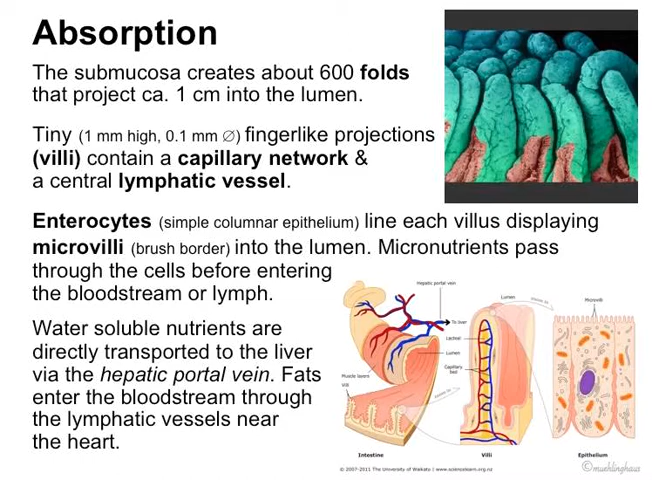 Absorption
The submucosa creates about 600 folds
that project ca. 1 cm into the lumen.
Tiny (1 mm high, 0.1 mm ∅) fingerlike projections
(villi) contain a capillary network &
a central lymphatic vessel.
Enterocytes (simple columnar epithelium) line each villus displaying
microvilli (brush border) into the lumen. Micronutrients pass
through the cells before entering
the bloodstream or lymph.
Water soluble nutrients are
directly transported to the liver
via the hepatic portal vein. Fats
enter the bloodstream through
the lymphatic vessels near
the heart.
Hepatic portal vein
To liver
Lacteal
Lumen
Capillary
bed
Muscle layers
Villi
Lumen
Microvilli
Intestine
Villi
Epithelium
© 2007-2011 The University of Waikato | www.sciencelearn.org.nz
©muehlinghaus